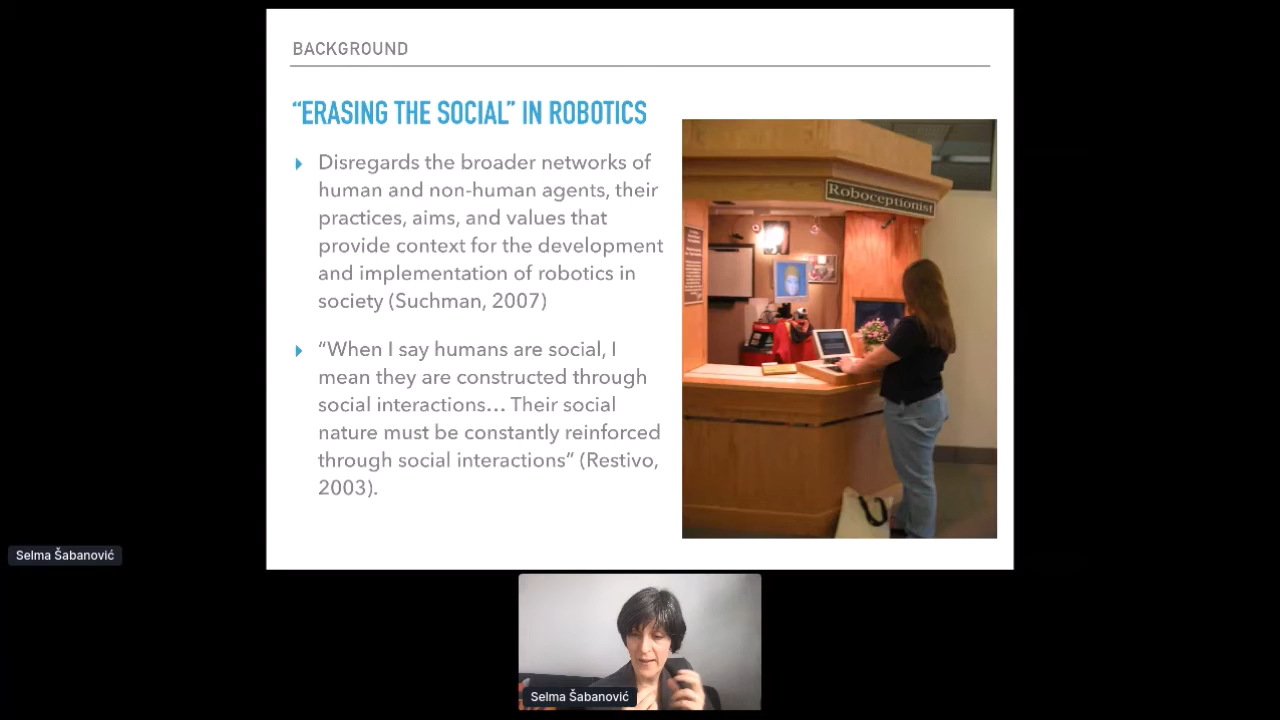 BACKGROUND
“ERASING THE SOCIAL” IN ROBOTICS
Disregards the broader networks of
human and non-human agents, their
practices, aims, and values that
provide context for the development
and implementation of robotics in
society (Suchman, 2007)
“When I say humans are social, I
mean they are constructed through
social interactions… Their social
nature must be constantly reinforced
through social interactions” (Restivo,
2003).
Roboceptionist
Selma Šabanović
Selma Šabanović